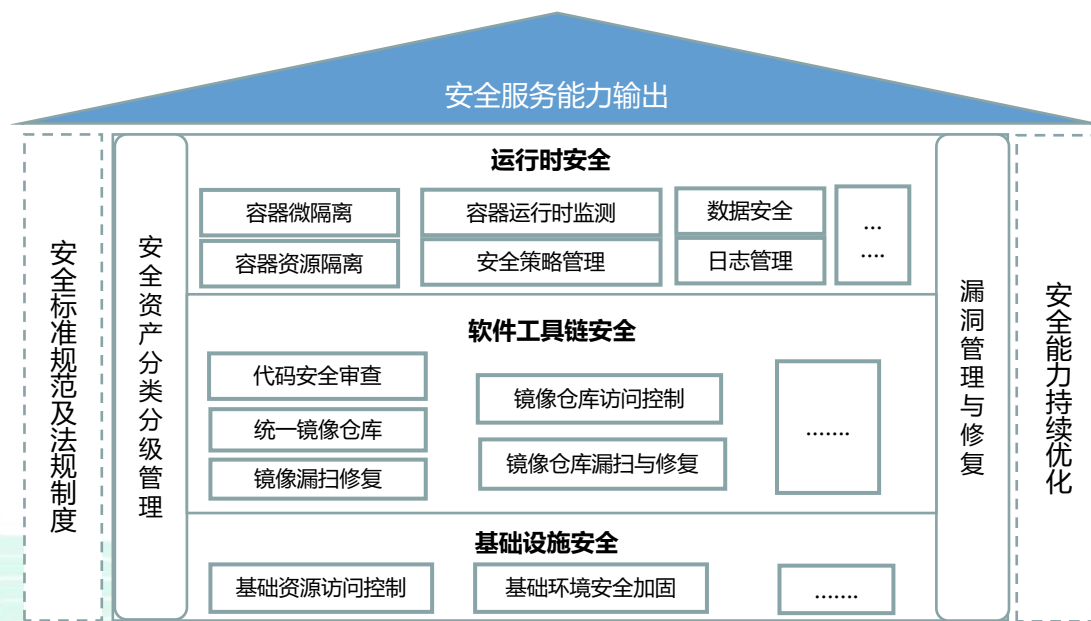 安全服务能力输出
安全标准规范及法规制度
安全资产分类分级管理
运行时安全
容器微隔离
容器运行时监测
数据安全
...
....
容器资源隔离
安全策略管理
日志管理
软件工具链安全
代码安全审查
统一镜像仓库
镜像漏扫修复
镜像仓库访问控制
镜像仓库漏扫与修复
.......
基础设施安全
基础资源访问控制
基础环境安全加固
.......
漏洞管理与修复
安全能力持续优化